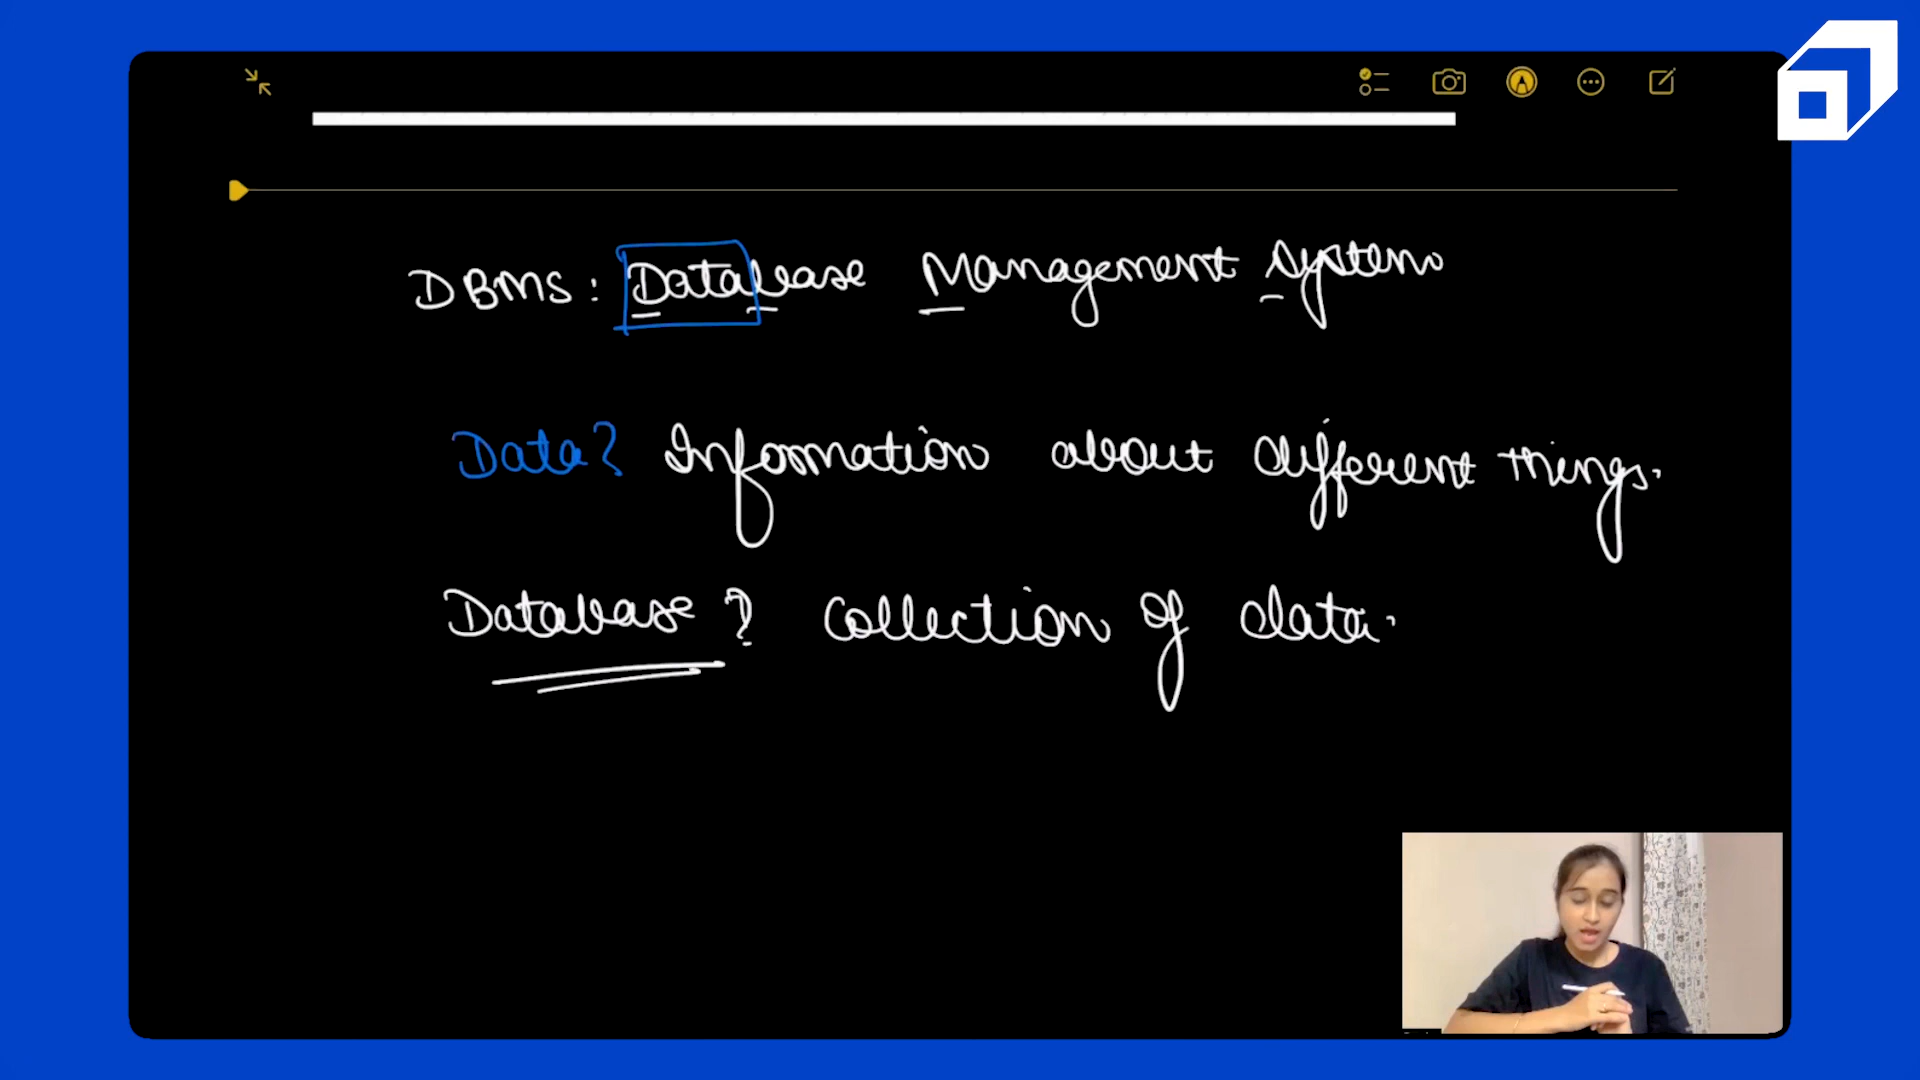 DBMS: Database Management System
Data? Information about different things.
Database? Collection of data.